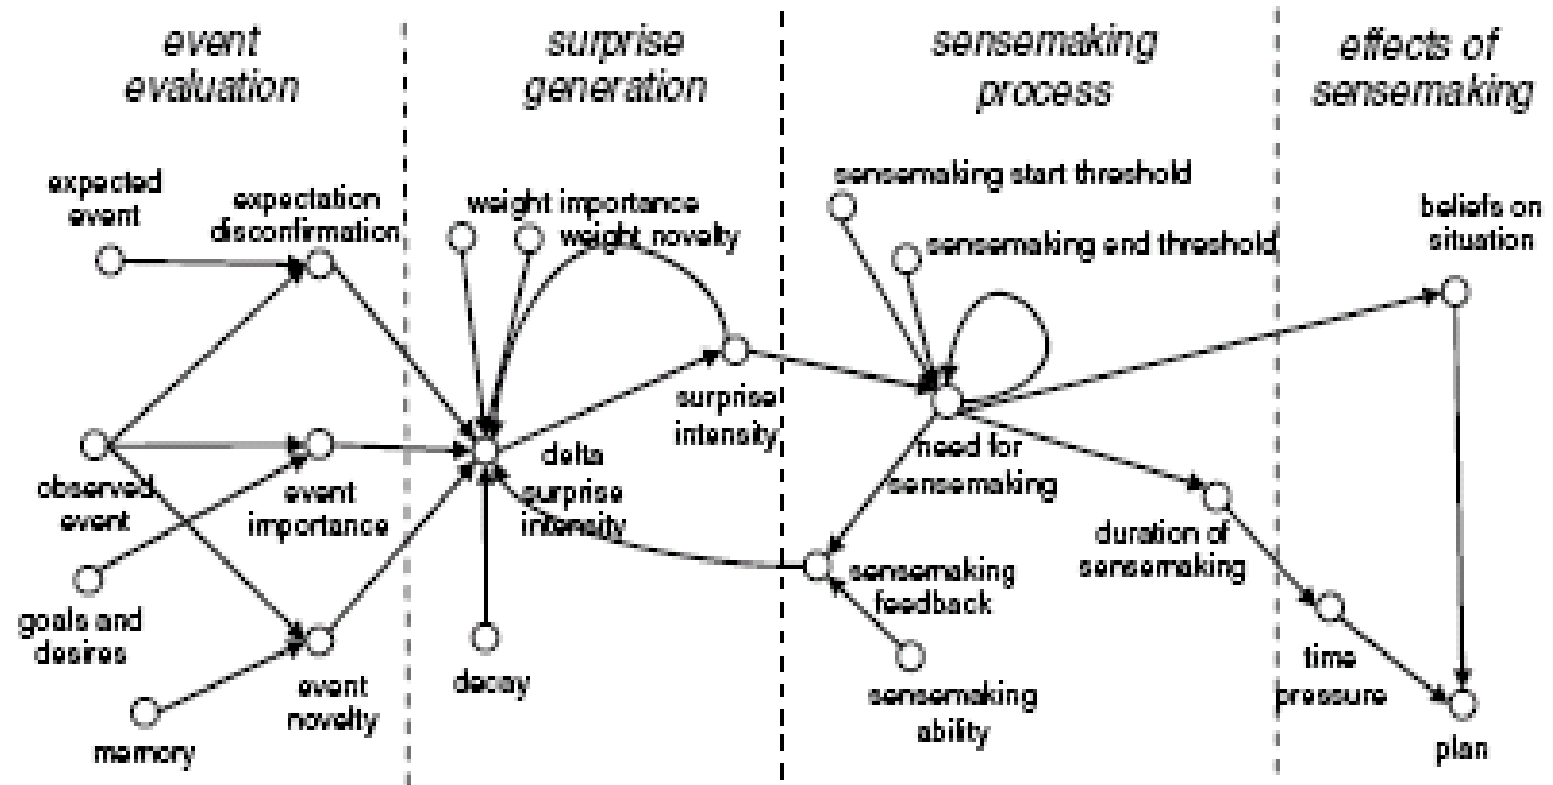 event
evaluation
surprise
generation
sensemaking
process
effects of
sensemaking
expected
event
expectation
disconfirmation
observed
event
event
importance
goals and
desires
event
novelty
memory
weight importance
weight novelty
surprise
intensity
delta
surprise
intensity
decay
sensemaking start threshold
sensemaking end threshold
need for
sensemaking
duration of
sensemaking
sensemaking
feedback
sensemaking
ability
beliefs on
situation
time
pressure
plan